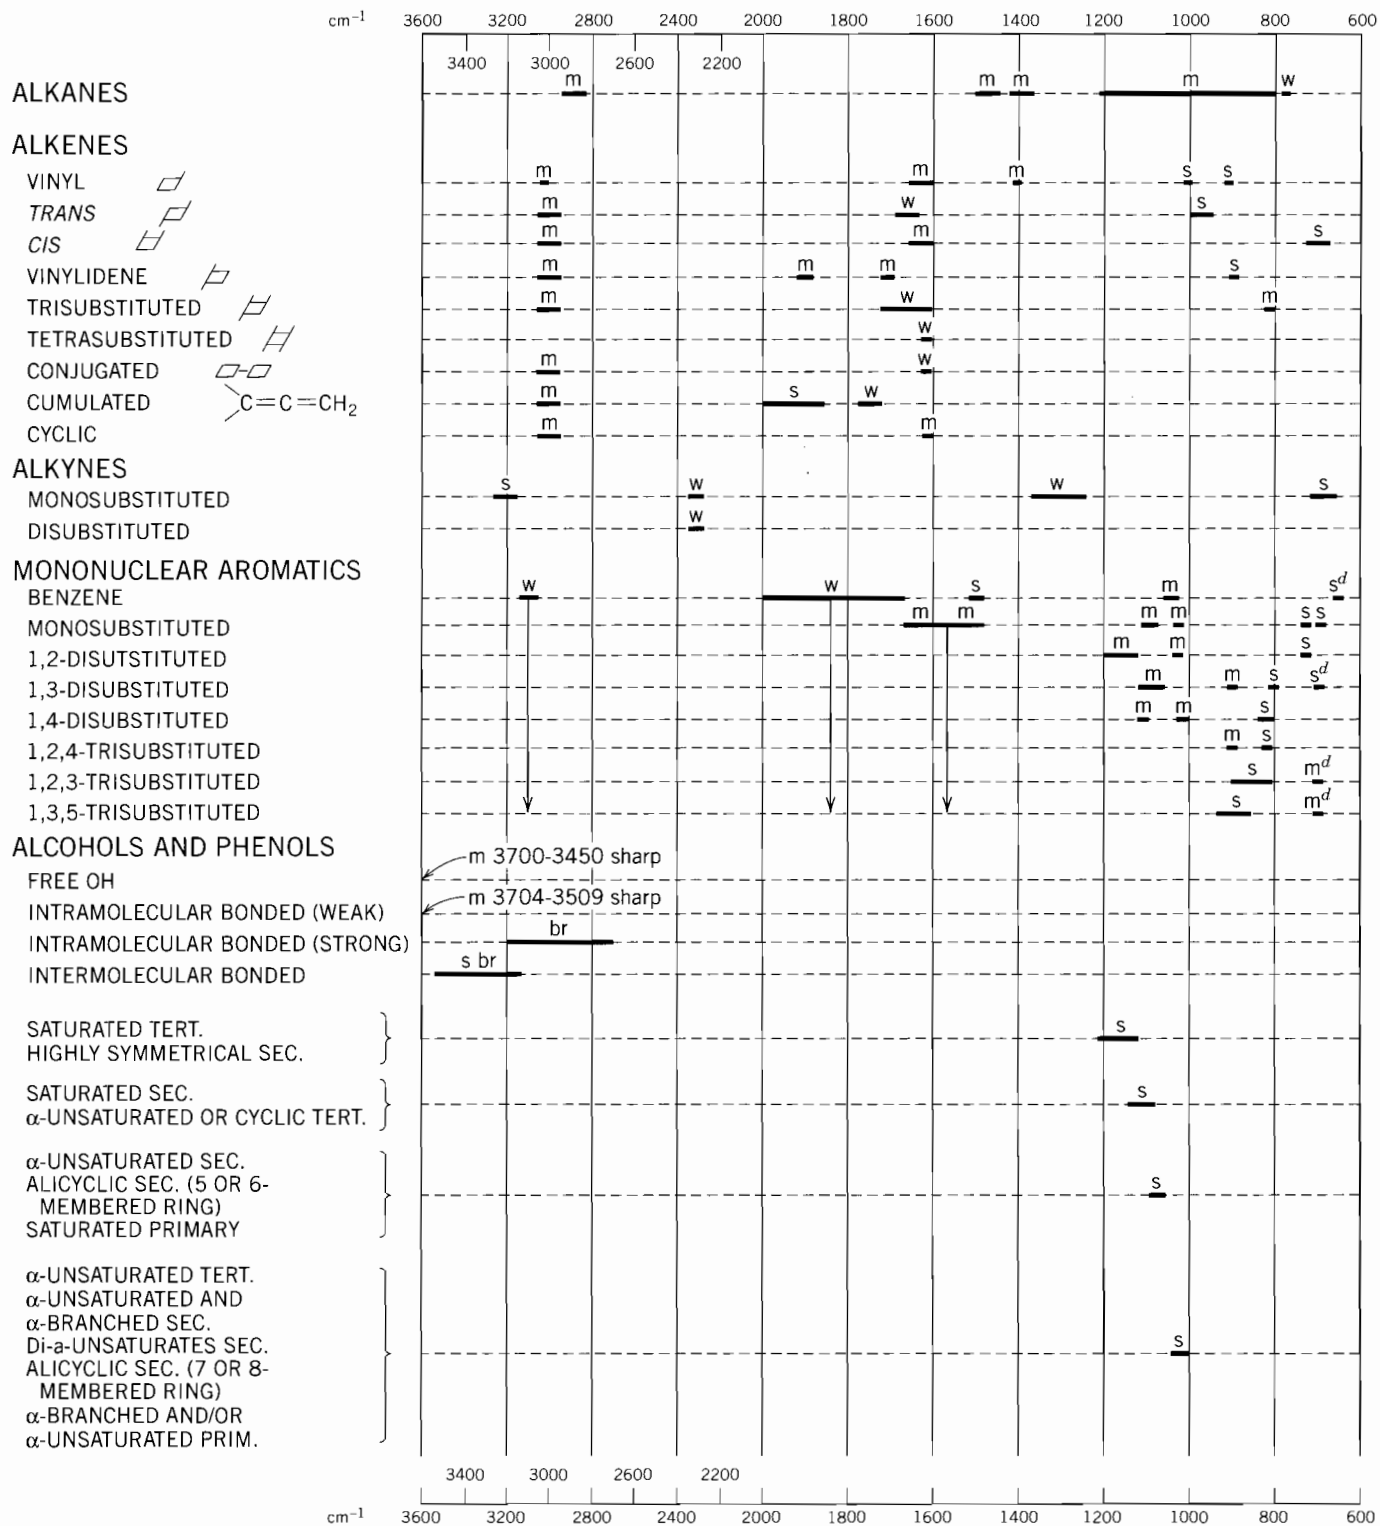 cm⁻¹ 3600 3200 2800 2400 2000 1800 1600 1400 1200 1000 800 600
3400 3000 2600 2200
ALKANES m m m m w
ALKENES
VINYL m m m s s
TRANS m w s
CIS m m s
VINYLIDENE m m m s
TRISUBSTITUTED m w m
TETRASUBSTITUTED w
CONJUGATED m w
CUMULATED C=C=CH₂ m s w
CYCLIC m m
ALKYNES
MONOSUBSTITUTED s w w s
DISUBSTITUTED w
MONONUCLEAR AROMATICS
BENZENE w w s m sᵈ
MONOSUBSTITUTED m m m m s s
1,2-DISUTSTITUTED m m s
1,3-DISUBSTITUTED m m s sᵈ
1,4-DISUBSTITUTED m m s
1,2,4-TRISUBSTITUTED m s
1,2,3-TRISUBSTITUTED s mᵈ
1,3,5-TRISUBSTITUTED s mᵈ
ALCOHOLS AND PHENOLS
m 3700-3450 sharp
FREE OH
m 3704-3509 sharp
INTRAMOLECULAR BONDED (WEAK)
INTRAMOLECULAR BONDED (STRONG) br
INTERMOLECULAR BONDED s br
SATURATED TERT. s
HIGHLY SYMMETRICAL SEC.
SATURATED SEC. s
α-UNSATURATED OR CYCLIC TERT.
α-UNSATURATED SEC.
ALICYCLIC SEC. (5 OR 6- s
MEMBERED RING)
SATURATED PRIMARY
α-UNSATURATED TERT.
α-UNSATURATED AND
α-BRANCHED SEC.
Di-a-UNSATURATES SEC. s
ALICYCLIC SEC. (7 OR 8-
MEMBERED RING)
α-BRANCHED AND/OR
α-UNSATURATED PRIM.
3400 3000 2600 2200
cm⁻¹ 3600 3200 2800 2400 2000 1800 1600 1400 1200 1000 800 600